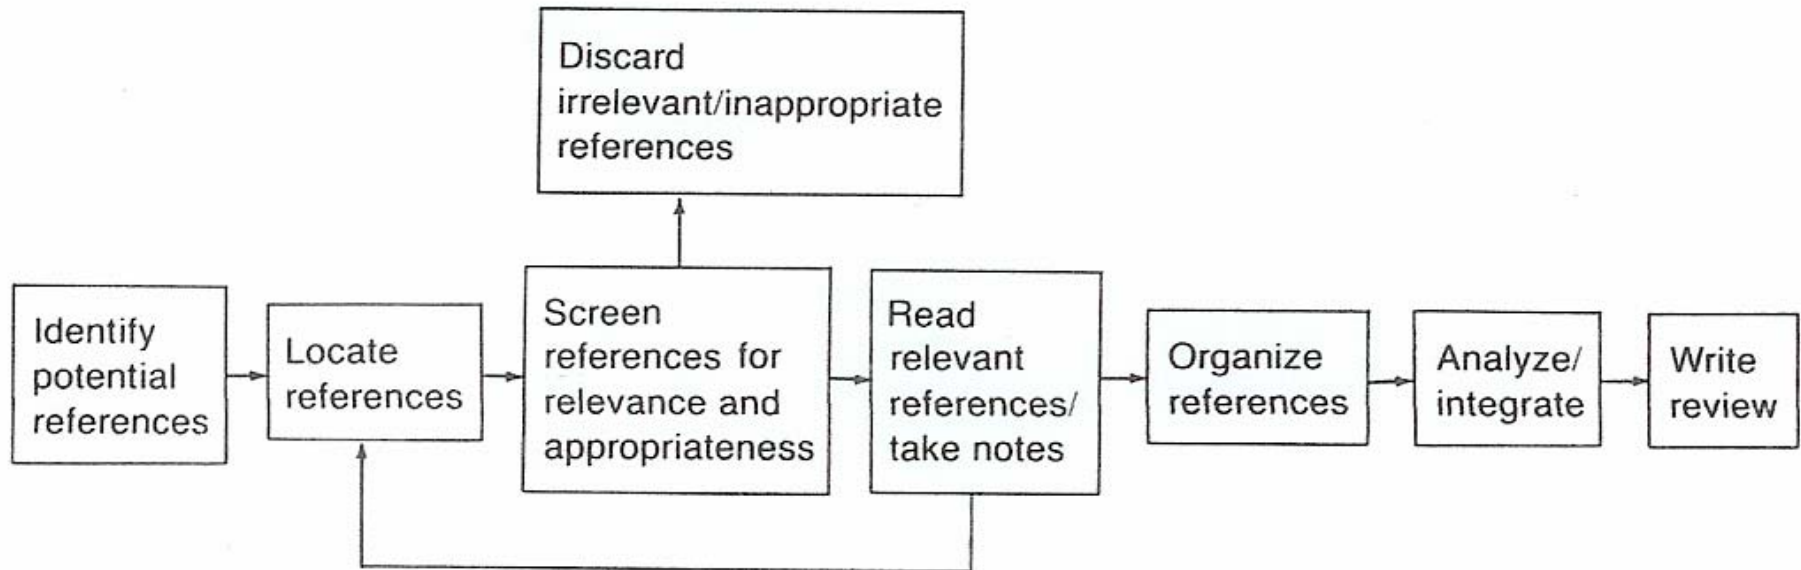 Discard
irrelevant/inappropriate
references
Identify
potential
references
Locate
references
Screen
references for
relevance and
appropriateness
Read
relevant
references/
take notes
Organize
references
Analyze/
integrate
Write
review